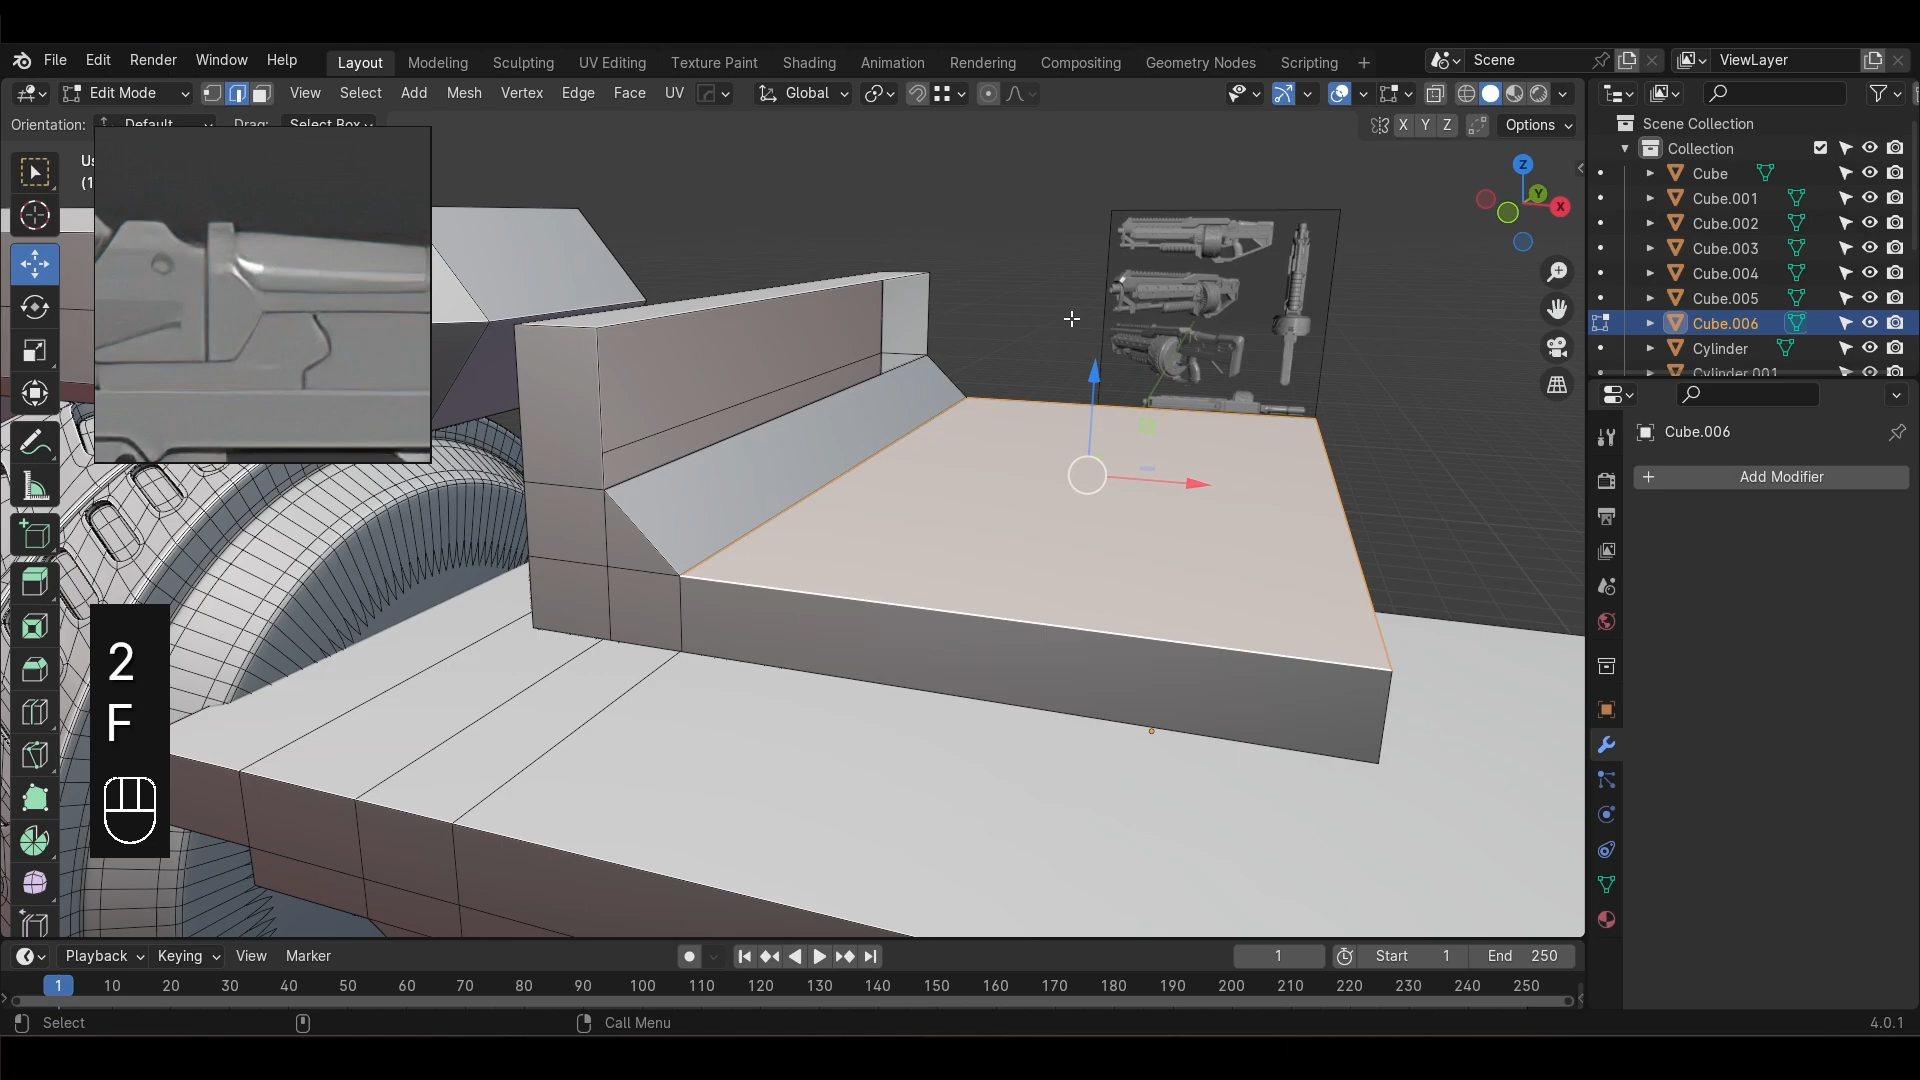 File Edit Render Window Help Layout Modeling Sculpting UV Editing Texture Paint Shading Animation Rendering Compositing Geometry Nodes Scripting + Scene ViewLayer
Edit Mode View Select Add Mesh Vertex Edge Face UV Global
Orientation: Default Drag: Select Box X Y Z Options
Us
(1
Z
Y
X
Scene Collection
Collection
Cube
Cube.001
Cube.002
Cube.003
Cube.004
Cube.005
Cube.006
Cylinder
Cylinder.001
Cube.006
+ Add Modifier
2
F
Playback Keying View Marker 1 Start 1 End 250
1 10 20 30 40 50 60 70 80 90 100 110 120 130 140 150 160 170 180 190 200 210 220 230 240 250
Select Call Menu 4.0.1